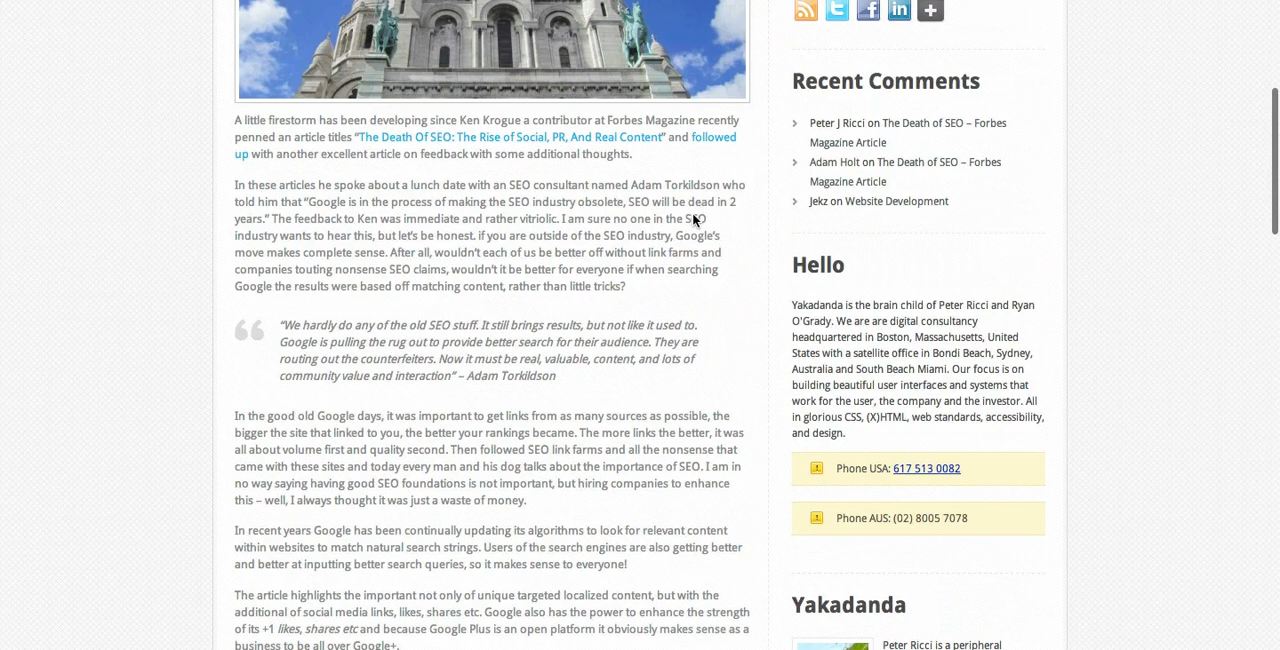 A little firestorm has been developing since Ken Krogue a contributor at Forbes Magazine recently
penned an article titles “The Death Of SEO: The Rise of Social, PR, And Real Content” and followed
up with another excellent article on feedback with some additional thoughts.
In these articles he spoke about a lunch date with an SEO consultant named Adam Torkildson who
told him that “Google is in the process of making the SEO industry obsolete, SEO will be dead in 2
years.” The feedback to Ken was immediate and rather vitriolic. I am sure no one in the SEO
industry wants to hear this, but let’s be honest. if you are outside of the SEO industry, Google’s
move makes complete sense. After all, wouldn’t each of us be better off without link farms and
companies touting nonsense SEO claims, wouldn’t it be better for everyone if when searching
Google the results were based off matching content, rather than little tricks?
“We hardly do any of the old SEO stuff. It still brings results, but not like it used to.
Google is pulling the rug out to provide better search for their audience. They are
routing out the counterfeiters. Now it must be real, valuable, content, and lots of
community value and interaction” – Adam Torkildson
In the good old Google days, it was important to get links from as many sources as possible, the
bigger the site that linked to you, the better your rankings became. The more links the better, it was
all about volume first and quality second. Then followed SEO link farms and all the nonsense that
came with these sites and today every man and his dog talks about the importance of SEO. I am in
no way saying having good SEO foundations is not important, but hiring companies to enhance
this – well, I always thought it was just a waste of money.
In recent years Google has been continually updating its algorithms to look for relevant content
within websites to match natural search strings. Users of the search engines are also getting better
and better at inputting better search queries, so it makes sense to everyone!
The article highlights the important not only of unique targeted localized content, but with the
additional of social media links, likes, shares etc. Google also has the power to enhance the strength
of its +1 likes, shares etc and because Google Plus is an open platform it obviously makes sense as a
business to be all over Google+.
Recent Comments
Peter J Ricci on The Death of SEO – Forbes
Magazine Article
Adam Holt on The Death of SEO – Forbes
Magazine Article
Jekz on Website Development
Hello
Yakadanda is the brain child of Peter Ricci and Ryan
O'Grady. We are are digital consultancy
headquartered in Boston, Massachusetts, United
States with a satellite office in Bondi Beach, Sydney,
Australia and South Beach Miami. Our focus is on
building beautiful user interfaces and systems that
work for the user, the company and the investor. All
in glorious CSS, (X)HTML, web standards, accessibility,
and design.
Phone USA: 617 513 0082
Phone AUS: (02) 8005 7078
Yakadanda
Peter Ricci is a peripheral